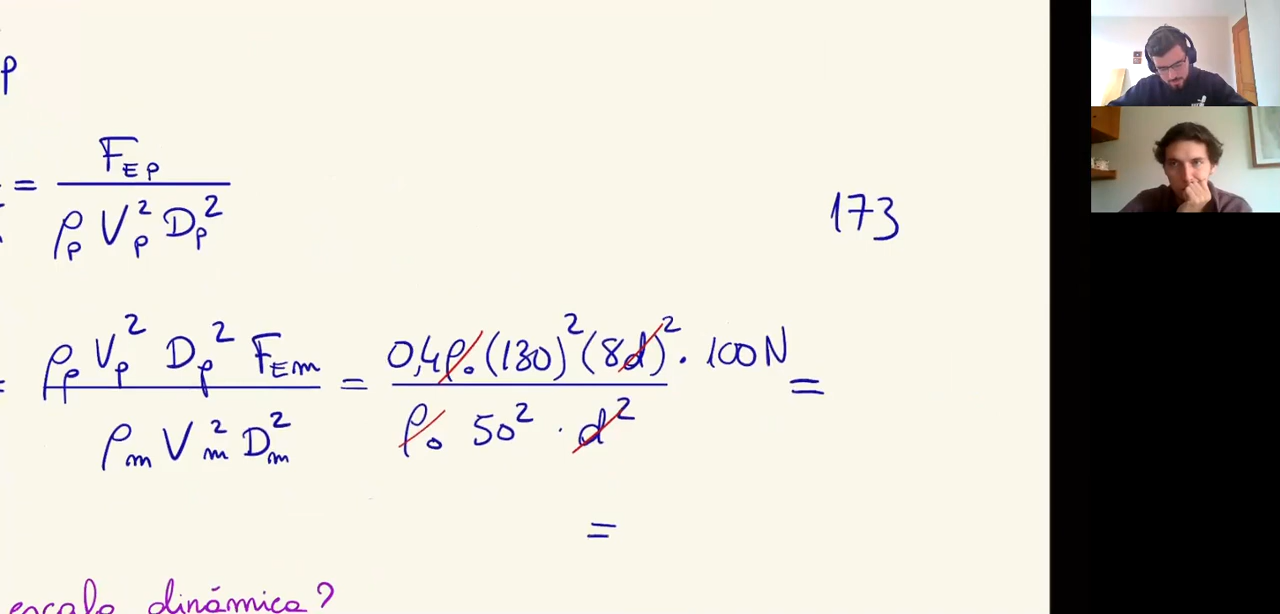 p
= F_Ep / ρ_p V_p² D_p²
173
= ρ_p V_p² D_p² F_Em / ρ_m V_m² D_m² = 0,4ρ₀ (130)² (8d)² · 100N / ρ₀ 50² · d² =
=
escala dinámica?